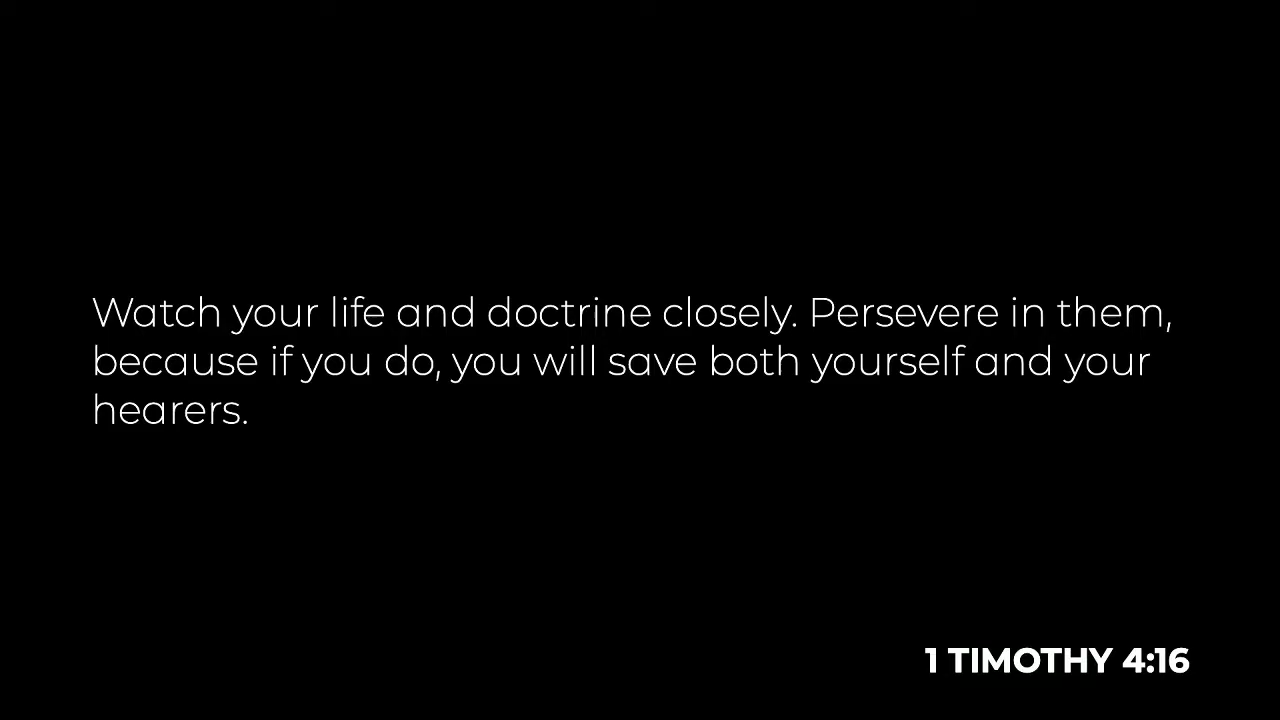 Watch your life and doctrine closely. Persevere in them,
because if you do, you will save both yourself and your
hearers.
1 TIMOTHY 4:16